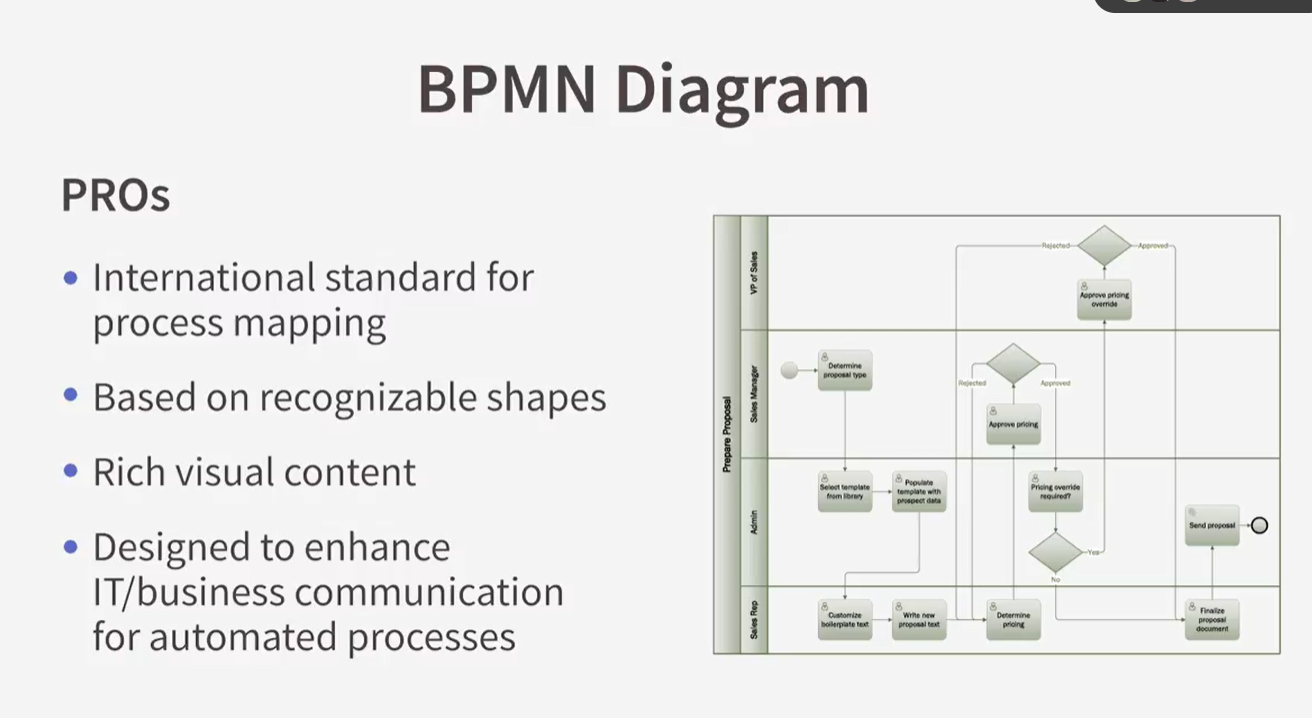 BPMN Diagram
PROs
International standard for
process mapping
Based on recognizable shapes
Rich visual content
Designed to enhance
IT/business communication
for automated processes
Prepare Proposal
VP of Sales
Rejected
Approved
Approve pricing
override
Sales Manager
Determine
proposal type
Rejected
Approved
Approve pricing
Admin
Select template
from library
Populate
template with
prospect data
Pricing override
required?
Yes
No
Send proposal
Sales Rep
Customize
boilerplate text
Write new
proposal text
Determine
pricing
Finalize
proposal
document